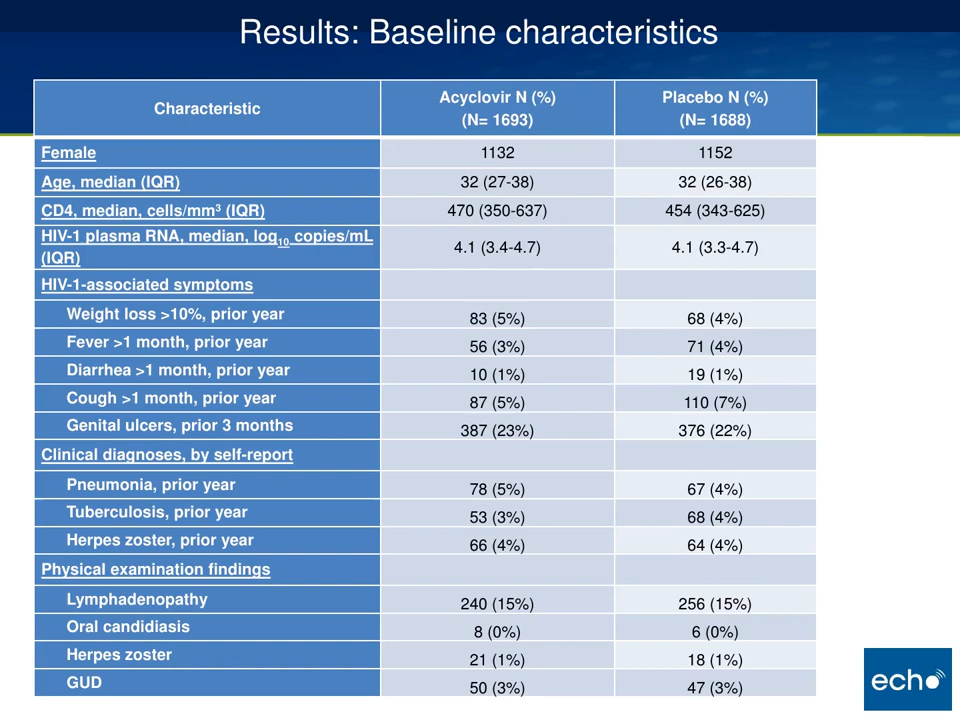 Results: Baseline characteristics
Characteristic
Acyclovir N (%)
(N= 1693)
Placebo N (%)
(N= 1688)
Female 1132 1152
Age, median (IQR) 32 (27-38) 32 (26-38)
CD4, median, cells/mm³ (IQR) 470 (350-637) 454 (343-625)
HIV-1 plasma RNA, median, log₁₀ copies/mL
(IQR) 4.1 (3.4-4.7) 4.1 (3.3-4.7)
HIV-1-associated symptoms
Weight loss >10%, prior year 83 (5%) 68 (4%)
Fever >1 month, prior year 56 (3%) 71 (4%)
Diarrhea >1 month, prior year 10 (1%) 19 (1%)
Cough >1 month, prior year 87 (5%) 110 (7%)
Genital ulcers, prior 3 months 387 (23%) 376 (22%)
Clinical diagnoses, by self-report
Pneumonia, prior year 78 (5%) 67 (4%)
Tuberculosis, prior year 53 (3%) 68 (4%)
Herpes zoster, prior year 66 (4%) 64 (4%)
Physical examination findings
Lymphadenopathy 240 (15%) 256 (15%)
Oral candidiasis 8 (0%) 6 (0%)
Herpes zoster 21 (1%) 18 (1%)
GUD 50 (3%) 47 (3%)
echo